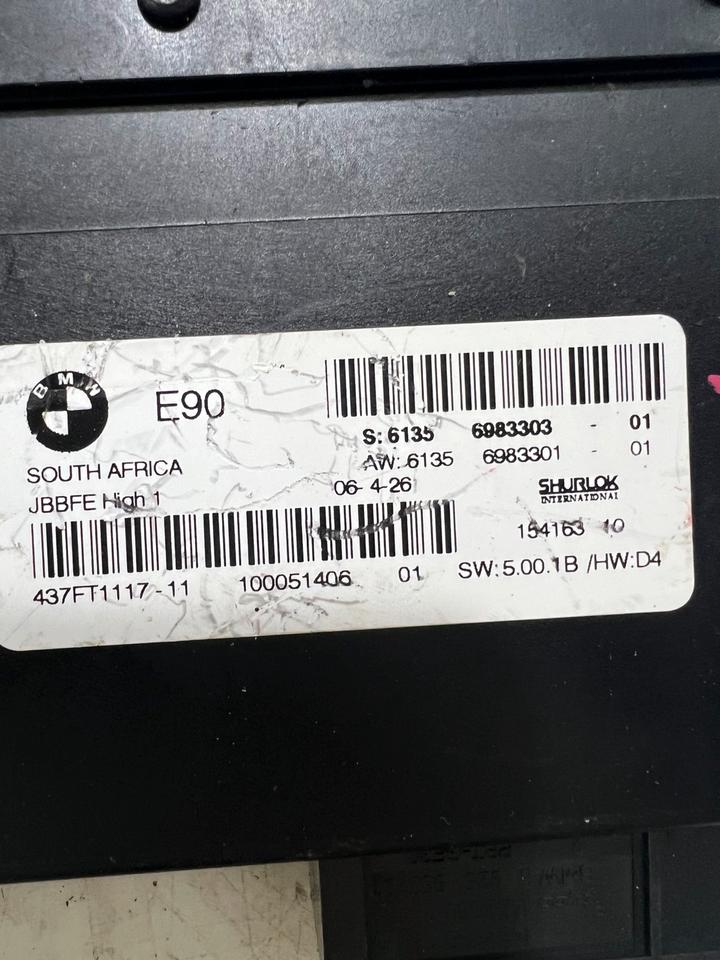 BMW
E90
S: 6135 6983303 - 01
AW: 6135 6983301 - 01
SOUTH AFRICA
06-4-26
SHURLOK
INTERNATIONAL
JBBFE High 1
154163 10
437FT1117-11 100051406 01 SW:5.00.1B /HW:D4